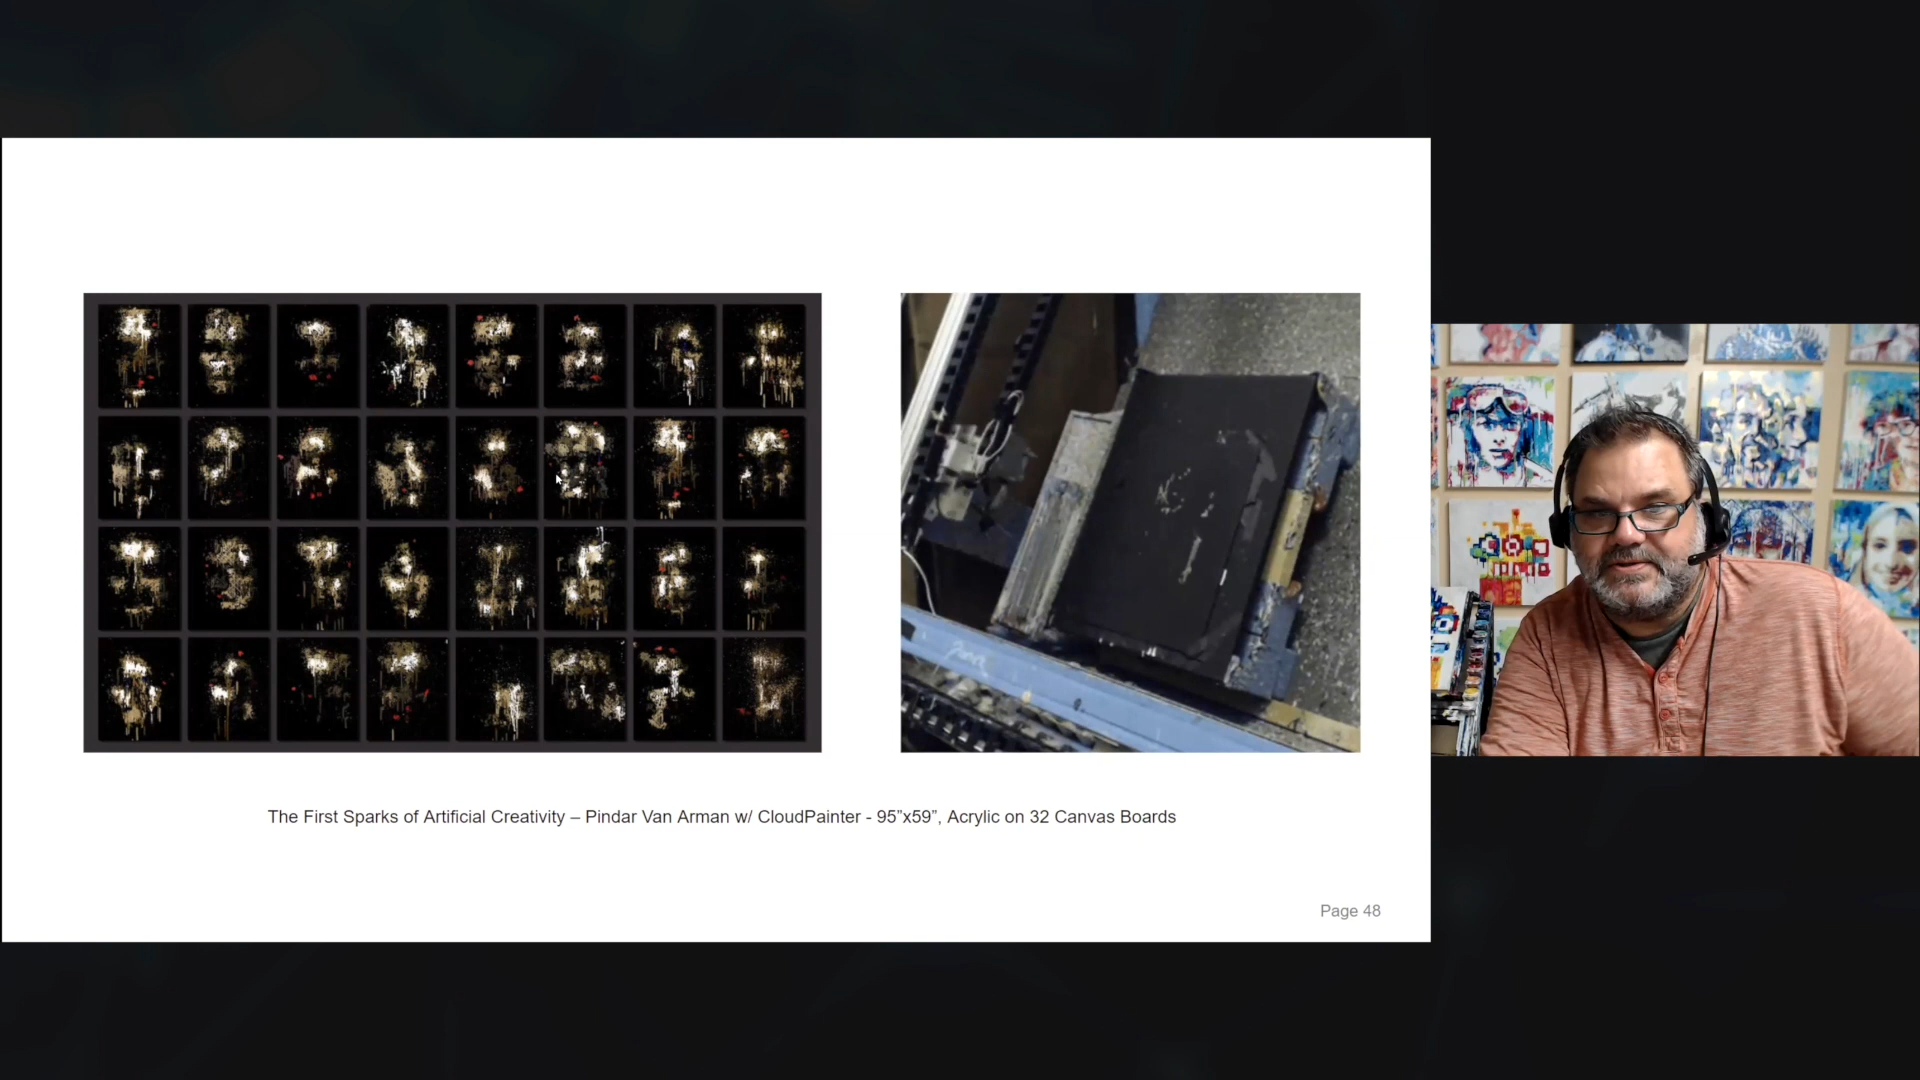 The First Sparks of Artificial Creativity – Pindar Van Arman w/ CloudPainter - 95”x59”, Acrylic on 32 Canvas Boards
Page 48